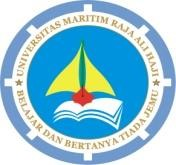 UNIVERSITAS MARITIM RAJA ALI HAJI
BELAJAR DAN BERTANYA TIADA JEMU